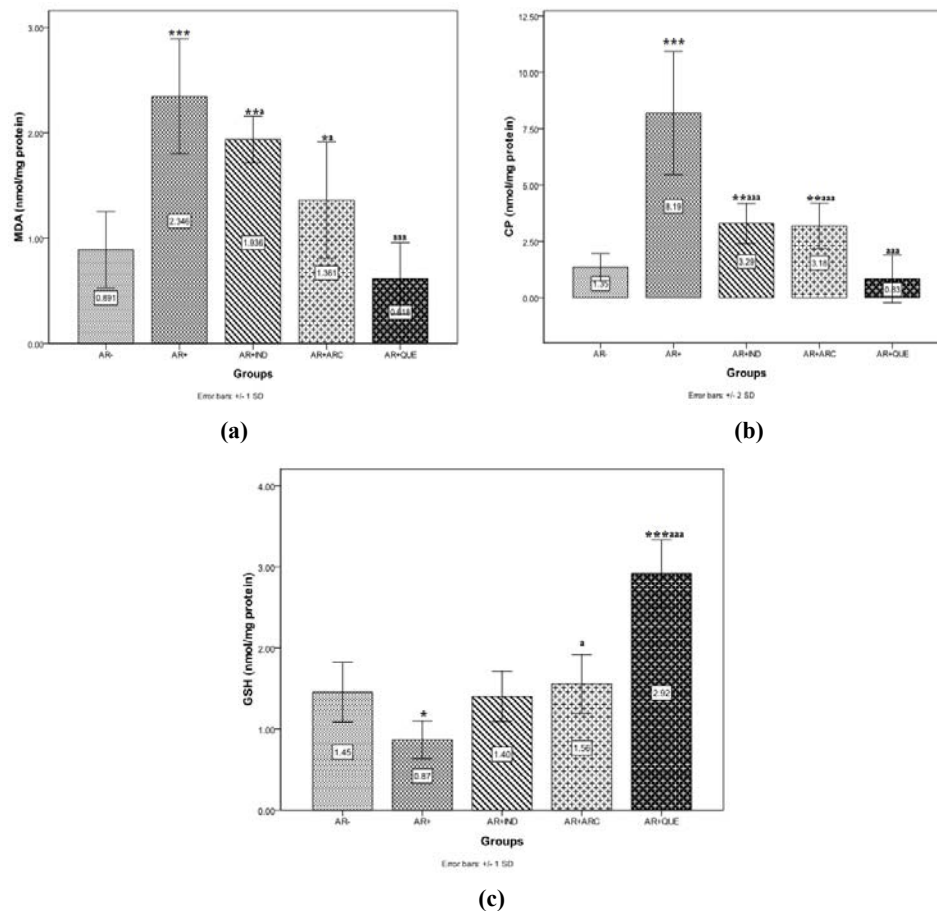 3.00
2.00
1.00
0.00
MDA (nmol/mg protein)
***
**a
*a
aaa
0.891
2.346
1.936
1.361
AR-
AR+
AR+IND
AR+ARC
AR+QUE
Groups
Error bars: +/- 1 SD
(a)
12.50
10.00
7.50
5.00
2.50
0.00
CP (nmol/mg protein)
***
**aaa
**aaa
aaa
1.35
8.19
3.29
3.18
0.83
AR-
AR+
AR+IND
AR+ARC
AR+QUE
Groups
Error bars: +/- 2 SD
(b)
4.00
3.00
2.00
1.00
0.00
GSH (nmol/mg protein)
*
a
***aaa
1.45
0.87
1.40
1.56
2.92
AR-
AR+
AR+IND
AR+ARC
AR+QUE
Groups
Error bars: +/- 1 SD
(c)